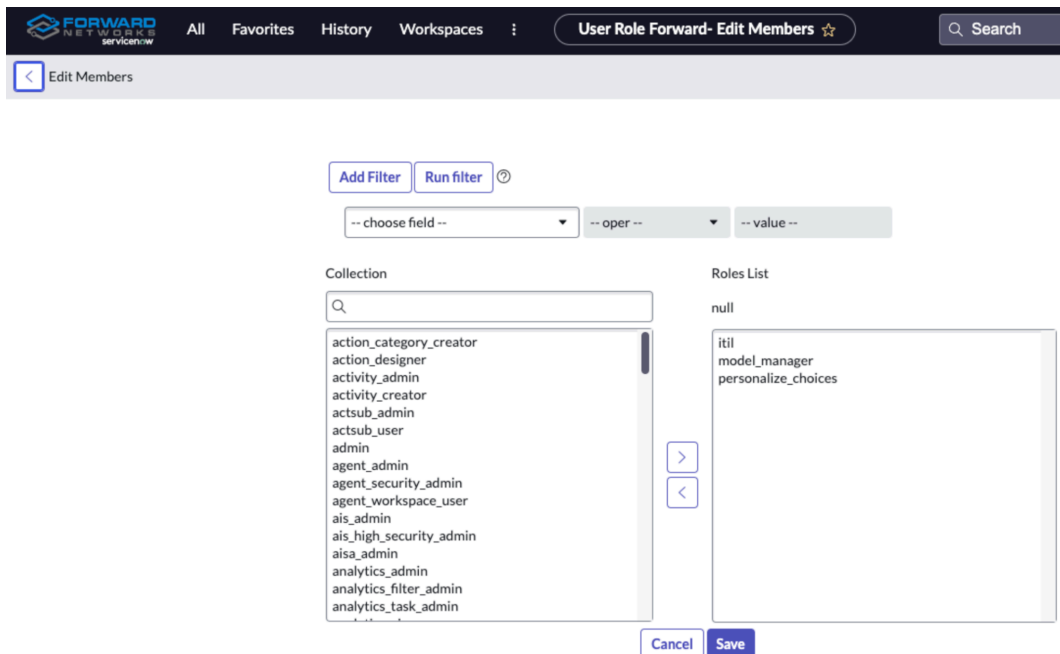 FORWARD
NETWORKS
servicenow
All Favorites History Workspaces User Role Forward- Edit Members Search
Edit Members
Add Filter Run filter
-- choose field -- -- oper -- -- value --
Collection Roles List
null
action_category_creator itil
action_designer model_manager
activity_admin personalize_choices
activity_creator
actsub_admin
actsub_user
admin
agent_admin
agent_security_admin
agent_workspace_user
ais_admin
ais_high_security_admin
aisa_admin
analytics_admin
analytics_filter_admin
analytics_task_admin
Cancel Save